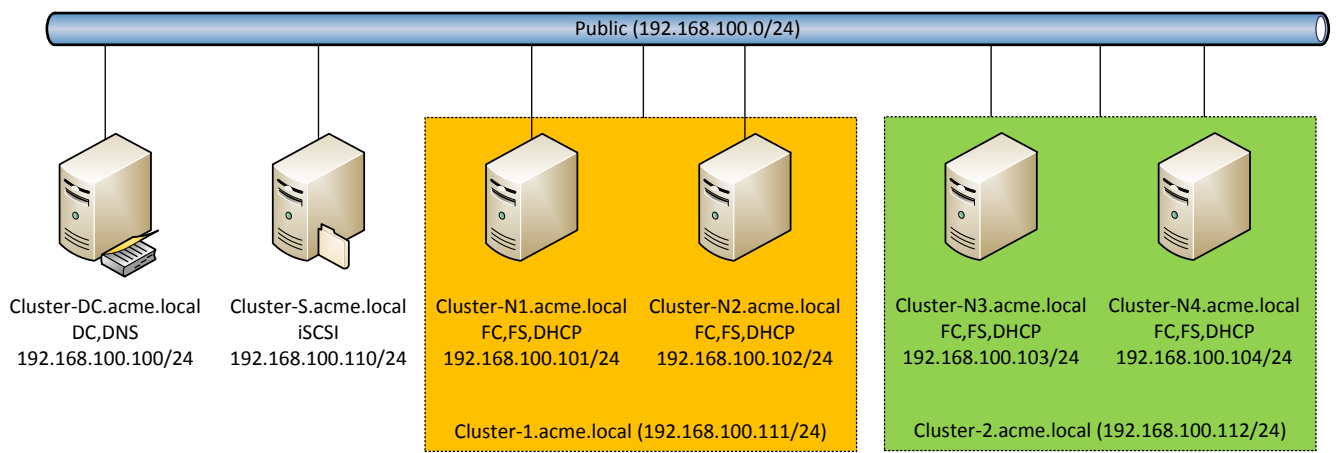 Public (192.168.100.0/24)
Cluster-DC.acme.local
DC,DNS
192.168.100.100/24
Cluster-S.acme.local
iSCSI
192.168.100.110/24
Cluster-N1.acme.local
FC,FS,DHCP
192.168.100.101/24
Cluster-N2.acme.local
FC,FS,DHCP
192.168.100.102/24
Cluster-1.acme.local (192.168.100.111/24)
Cluster-N3.acme.local
FC,FS,DHCP
192.168.100.103/24
Cluster-N4.acme.local
FC,FS,DHCP
192.168.100.104/24
Cluster-2.acme.local (192.168.100.112/24)